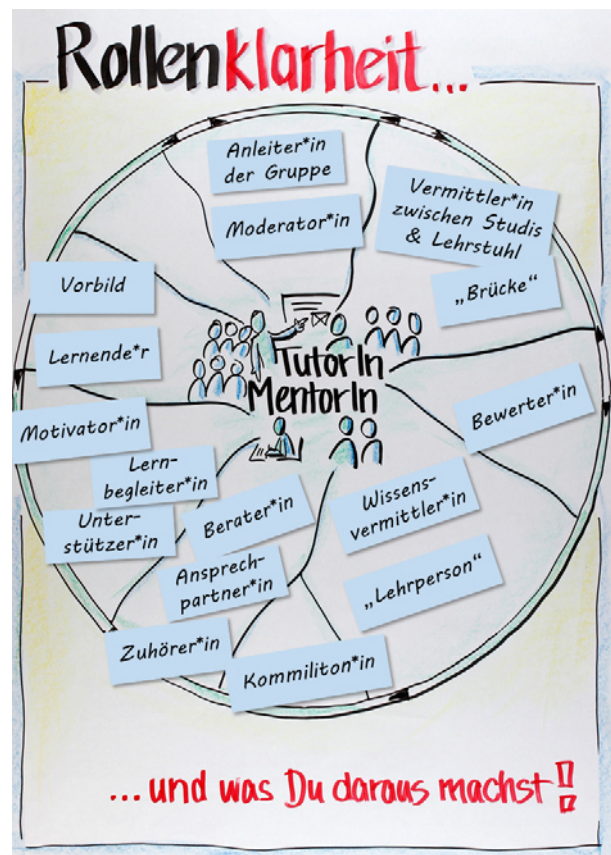 Rollenklarheit...
Anleiter*in
der Gruppe
Moderator*in
Vermittler*in
zwischen Studis
& Lehrstuhl
„Brücke“
Vorbild
Lernende*r
TutorIn
MentorIn
Bewerter*in
Motivator*in
Lern-
begleiter*in
Unter-
stützer*in
Berater*in
Wissens-
vermittler*in
Ansprech-
partner*in
„Lehrperson“
Zuhörer*in
Kommiliton*in
...und was Du daraus machst!!